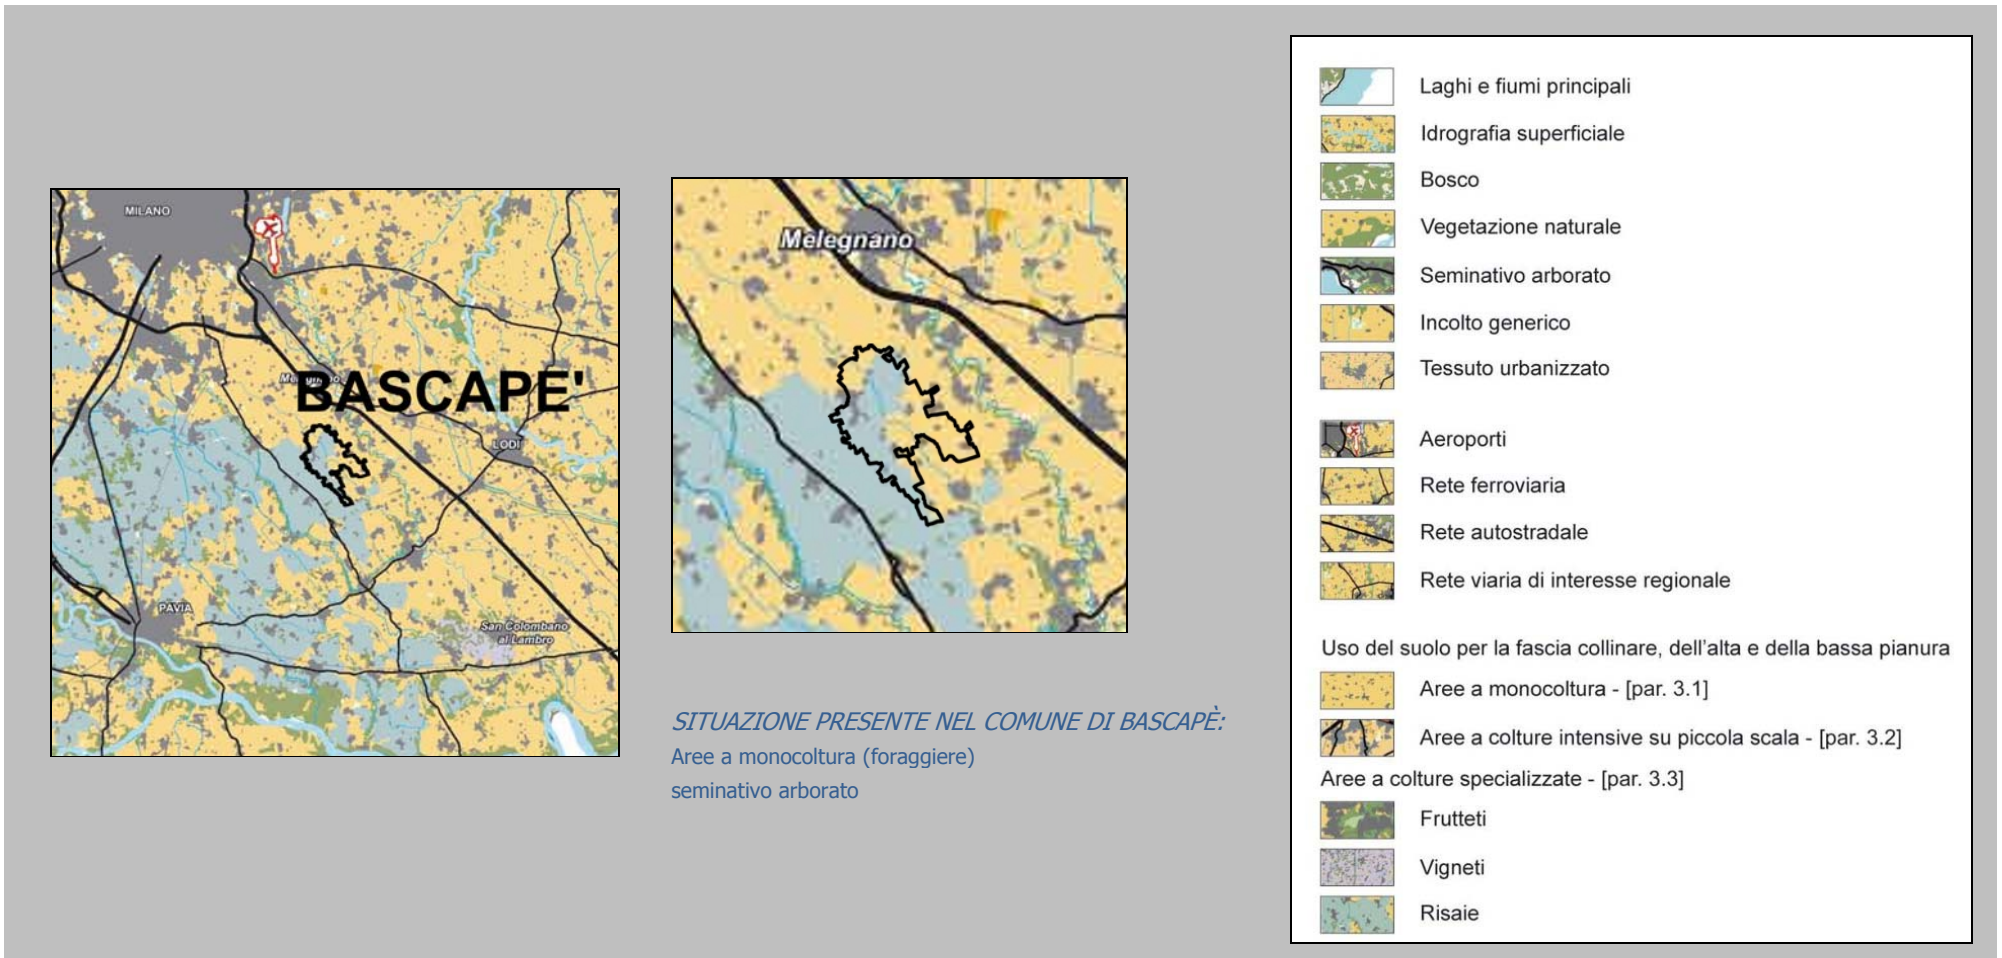 MILANO
Melegnano
BASCAPE'
LODI
PAVIA
San Colombano
al Lambro
Melegnano
SITUAZIONE PRESENTE NEL COMUNE DI BASCAPÈ:
Aree a monocoltura (foraggiere)
seminativo arborato
Laghi e fiumi principali
Idrografia superficiale
Bosco
Vegetazione naturale
Seminativo arborato
Incolto generico
Tessuto urbanizzato
Aeroporti
Rete ferroviaria
Rete autostradale
Rete viaria di interesse regionale
Uso del suolo per la fascia collinare, dell'alta e della bassa pianura
Aree a monocoltura - [par. 3.1]
Aree a colture intensive su piccola scala - [par. 3.2]
Aree a colture specializzate - [par. 3.3]
Frutteti
Vigneti
Risaie